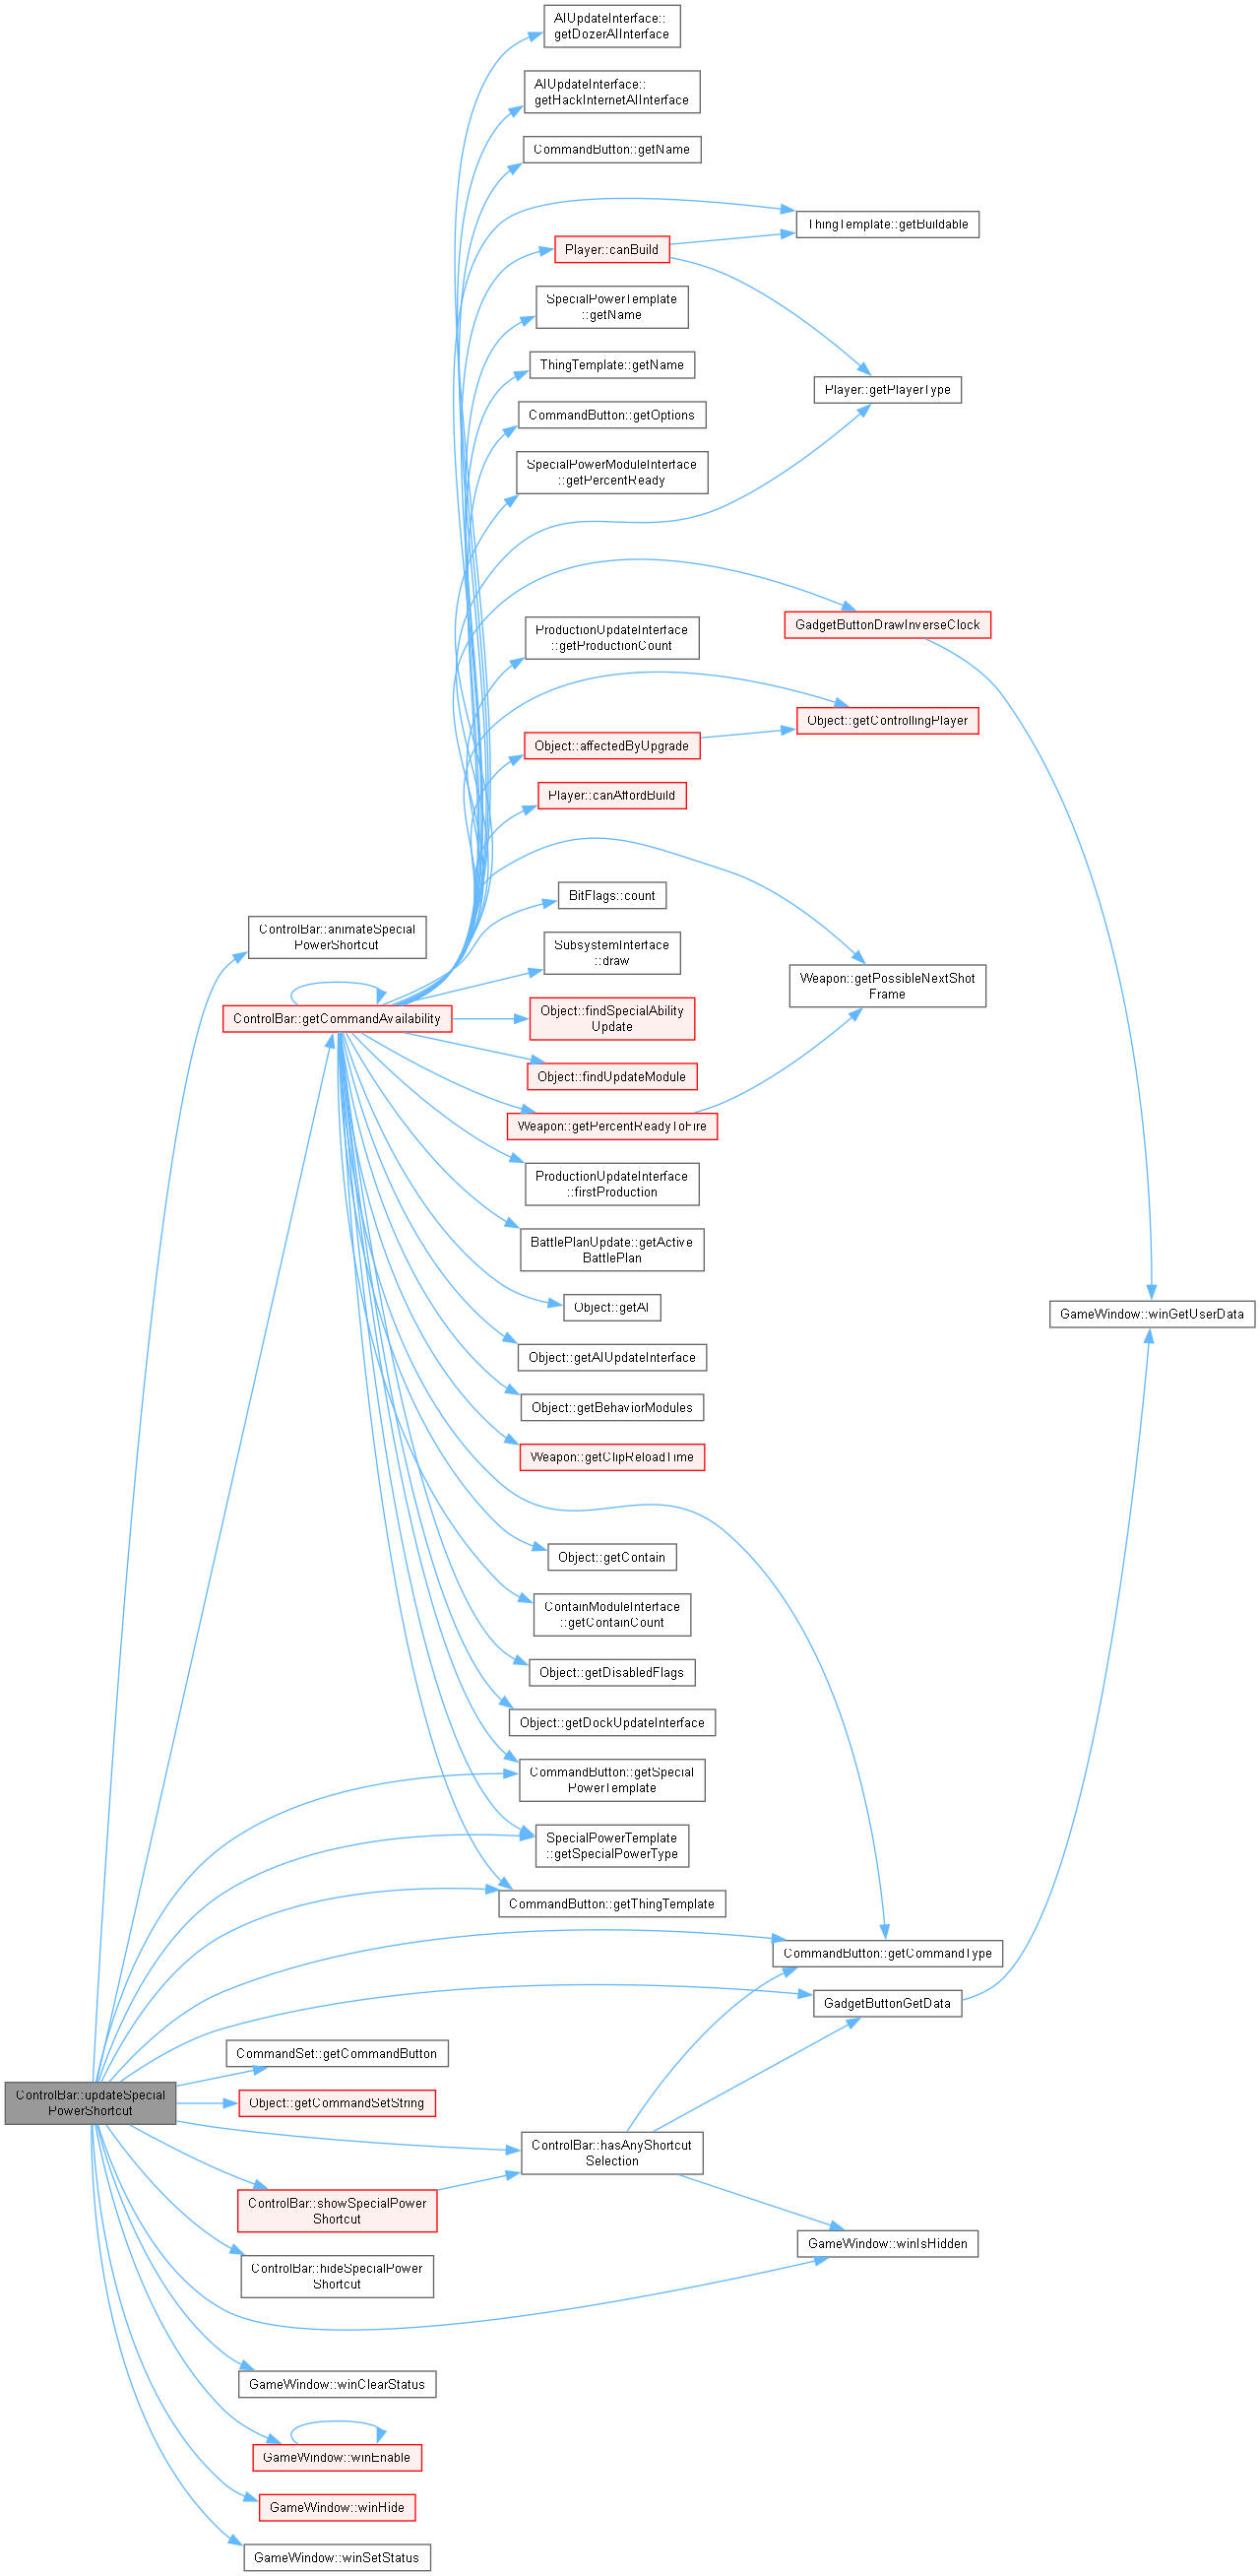 AIUpdateInterface::
getDozerAIInterface
AIUpdateInterface::
getHackInternetAIInterface
CommandButton::getName
ThingTemplate::getBuildable
Player::canBuild
SpecialPowerTemplate
::getName
ThingTemplate::getName
Player::getPlayerType
CommandButton::getOptions
SpecialPowerModuleInterface
::getPercentReady
GadgetButtonDrawInverseClock
ProductionUpdateInterface
::getProductionCount
Object::getControllingPlayer
Object::affectedByUpgrade
Player::canAffordBuild
BitFlags::count
ControlBar::animateSpecial
PowerShortcut
SubsystemInterface
::draw
Weapon::getPossibleNextShot
Frame
ControlBar::getCommandAvailability
Object::findSpecialAbility
Update
Object::findUpdateModule
Weapon::getPercentReadyToFire
ProductionUpdateInterface
::firstProduction
BattlePlanUpdate::getActive
BattlePlan
Object::getAI
GameWindow::winGetUserData
Object::getAIUpdateInterface
Object::getBehaviorModules
Weapon::getClipReloadTime
Object::getContain
ContainModuleInterface
::getContainCount
Object::getDisabledFlags
Object::getDockUpdateInterface
CommandButton::getSpecial
PowerTemplate
SpecialPowerTemplate
::getSpecialPowerType
CommandButton::getThingTemplate
CommandButton::getCommandType
GadgetButtonGetData
CommandSet::getCommandButton
ControlBar::updateSpecial
PowerShortcut
Object::getCommandSetString
ControlBar::hasAnyShortcut
Selection
ControlBar::showSpecialPower
Shortcut
GameWindow::winIsHidden
ControlBar::hideSpecialPower
Shortcut
GameWindow::winClearStatus
GameWindow::winEnable
GameWindow::winHide
GameWindow::winSetStatus